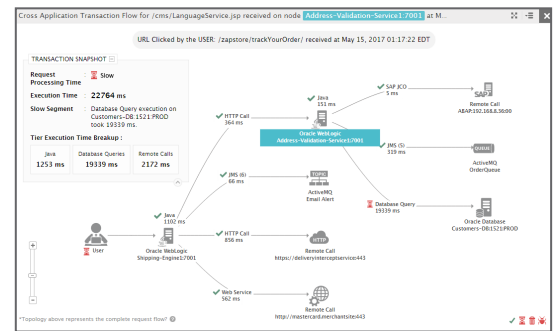 Cross Application Transaction Flow for /cms/LanguageService.jsp received on node Address-Validation-Service1:7001 at M...
URL Clicked by the USER: /zapstore/trackYourOrder/ received at May 15, 2017 01:17:22 EDT
TRANSACTION SNAPSHOT
Request Processing Time : Slow
Execution Time : 22764 ms
Slow Segment : Database Query execution on
Customers-DB:1521:PROD
took 19339 ms.
Tier Execution Time Breakup :
Java
1253 ms
Database Queries
19339 ms
Remote Calls
2172 ms
User
Java
1102 ms
Oracle WebLogic
Shipping-Engine1:7001
HTTP Call
364 ms
JMS (6)
66 ms
HTTP Call
856 ms
Web Service
562 ms
Java
151 ms
Oracle WebLogic
Address-Validation-Service1:7001
TOPIC
ActiveMQ
Email Alert
HTTP
Remote Call
https://deliveryinterceptservice:443
Remote Call
http://mastercard.merchantsite:443
SAP JCO
5 ms
JMS (5)
319 ms
Database Query
19339 ms
SAP
Remote Call
ABAP:192.168.8.36:00
QUEUE
ActiveMQ
OrderQueue
Oracle Database
Customers-DB:1521:PROD
*Topology above represents the complete request flow? ?